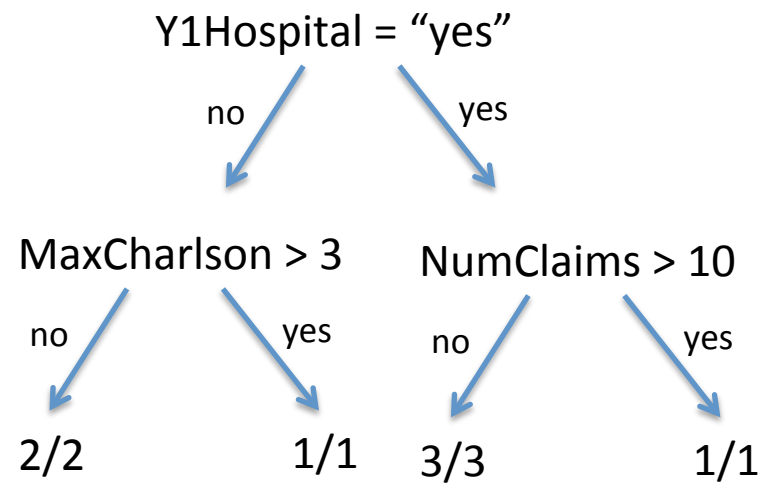 Y1Hospital = “yes”
no
yes
MaxCharlson > 3
NumClaims > 10
no
yes
no
yes
2/2
1/1
3/3
1/1